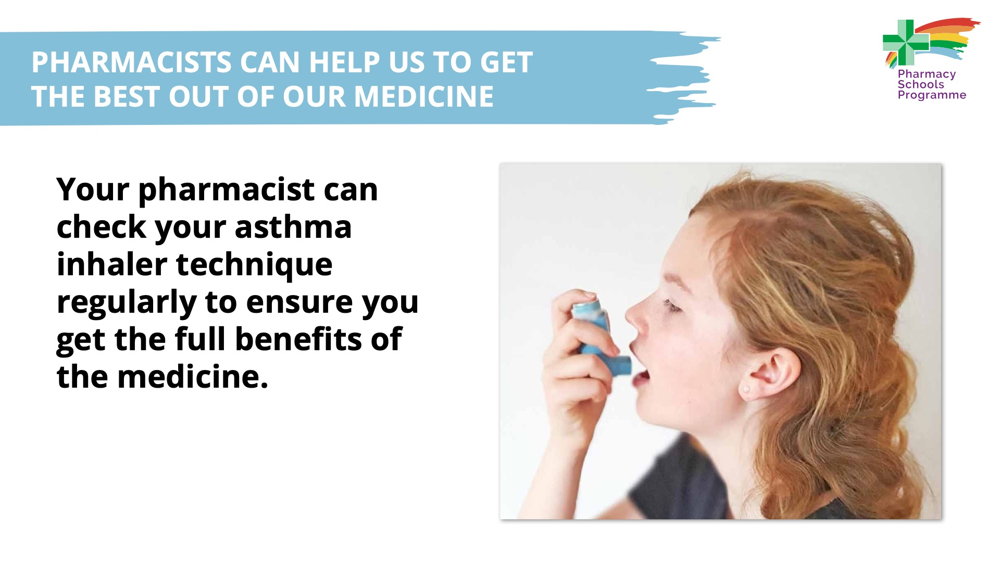 PHARMACISTS CAN HELP US TO GET
THE BEST OUT OF OUR MEDICINE
Pharmacy
Schools
Programme
Your pharmacist can
check your asthma
inhaler technique
regularly to ensure you
get the full benefits of
the medicine.